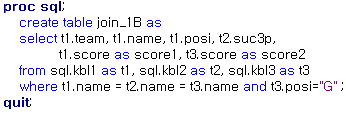 proc sql;
create table join_1B as
select t1.team, t1.name, t1.posi, t2.suc3p,
t1.score as score1, t3.score as score2
from sql.kbl1 as t1, sql.kbl2 as t2, sql.kbl3 as t3
where t1.name = t2.name = t3.name and t3.posi="G" ;
quit;